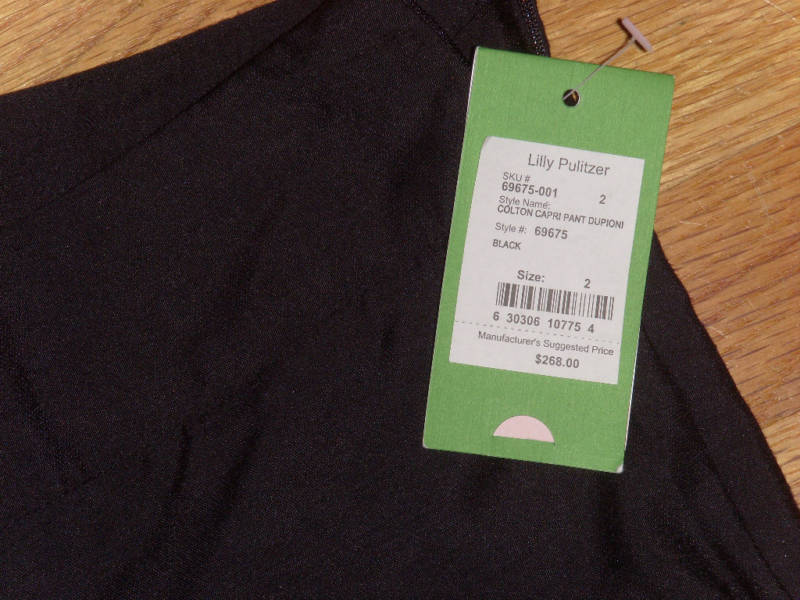 Lilly Pulitzer
SKU #
69675-001 2
Style Name:
COLTON CAPRI PANT DUPIONI
Style #: 69675
BLACK
Size: 2
6 30306 10775 4
Manufacturer's Suggested Price
$268.00